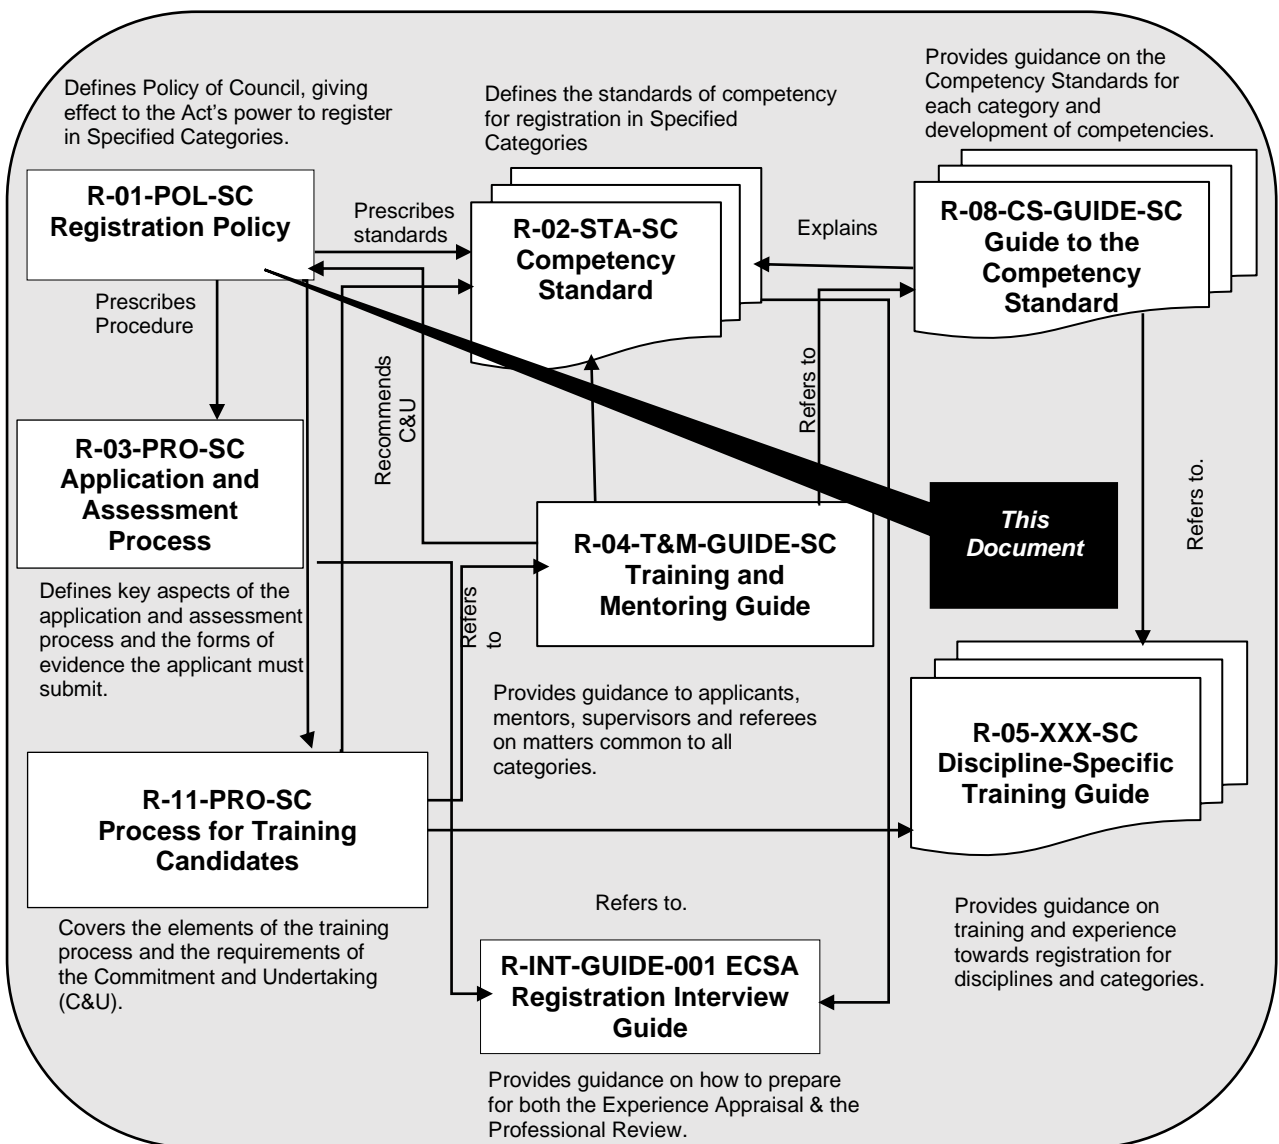 Defines Policy of Council, giving
effect to the Act's power to register
in Specified Categories.
Defines the standards of competency
for registration in Specified
Categories
Provides guidance on the
Competency Standards for
each category and
development of competencies.
R-01-POL-SC
Registration Policy
Prescribes
standards
R-02-STA-SC
Competency
Standard
Explains
R-08-CS-GUIDE-SC
Guide to the
Competency
Standard
Prescribes
Procedure
Recommends
C&U
Refers to
Refers to.
R-03-PRO-SC
Application and
Assessment
Process
Defines key aspects of the
application and assessment
process and the forms of
evidence the applicant must
submit.
R-04-T&M-GUIDE-SC
Training and
Mentoring Guide
This
Document
Refers
to
Provides guidance to applicants,
mentors, supervisors and referees
on matters common to all
categories.
R-05-XXX-SC
Discipline-Specific
Training Guide
R-11-PRO-SC
Process for Training
Candidates
Covers the elements of the training
process and the requirements of
the Commitment and Undertaking
(C&U).
Refers to.
Provides guidance on
training and experience
towards registration for
disciplines and categories.
R-INT-GUIDE-001 ECSA
Registration Interview
Guide
Provides guidance on how to prepare
for both the Experience Appraisal & the
Professional Review.